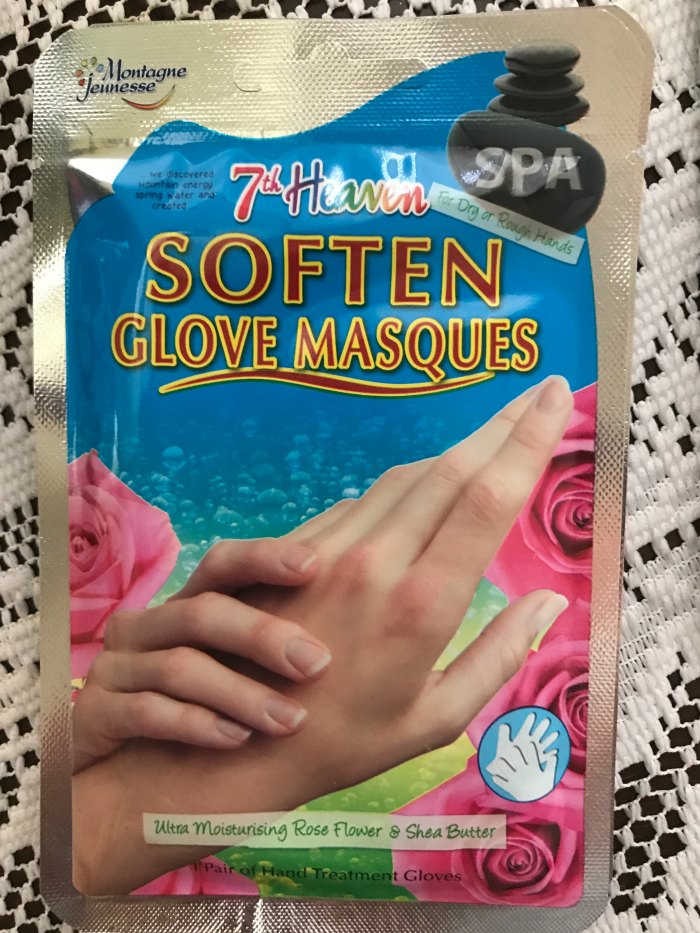 Montagne
Jeunesse
We discovered
Mountain energy
spring water and
created...
7th Heaven
SPA
For Dry or Rough Hands
SOFTEN
GLOVE MASQUES
Ultra Moisturising Rose Flower & Shea Butter
1 Pair of Hand Treatment Gloves